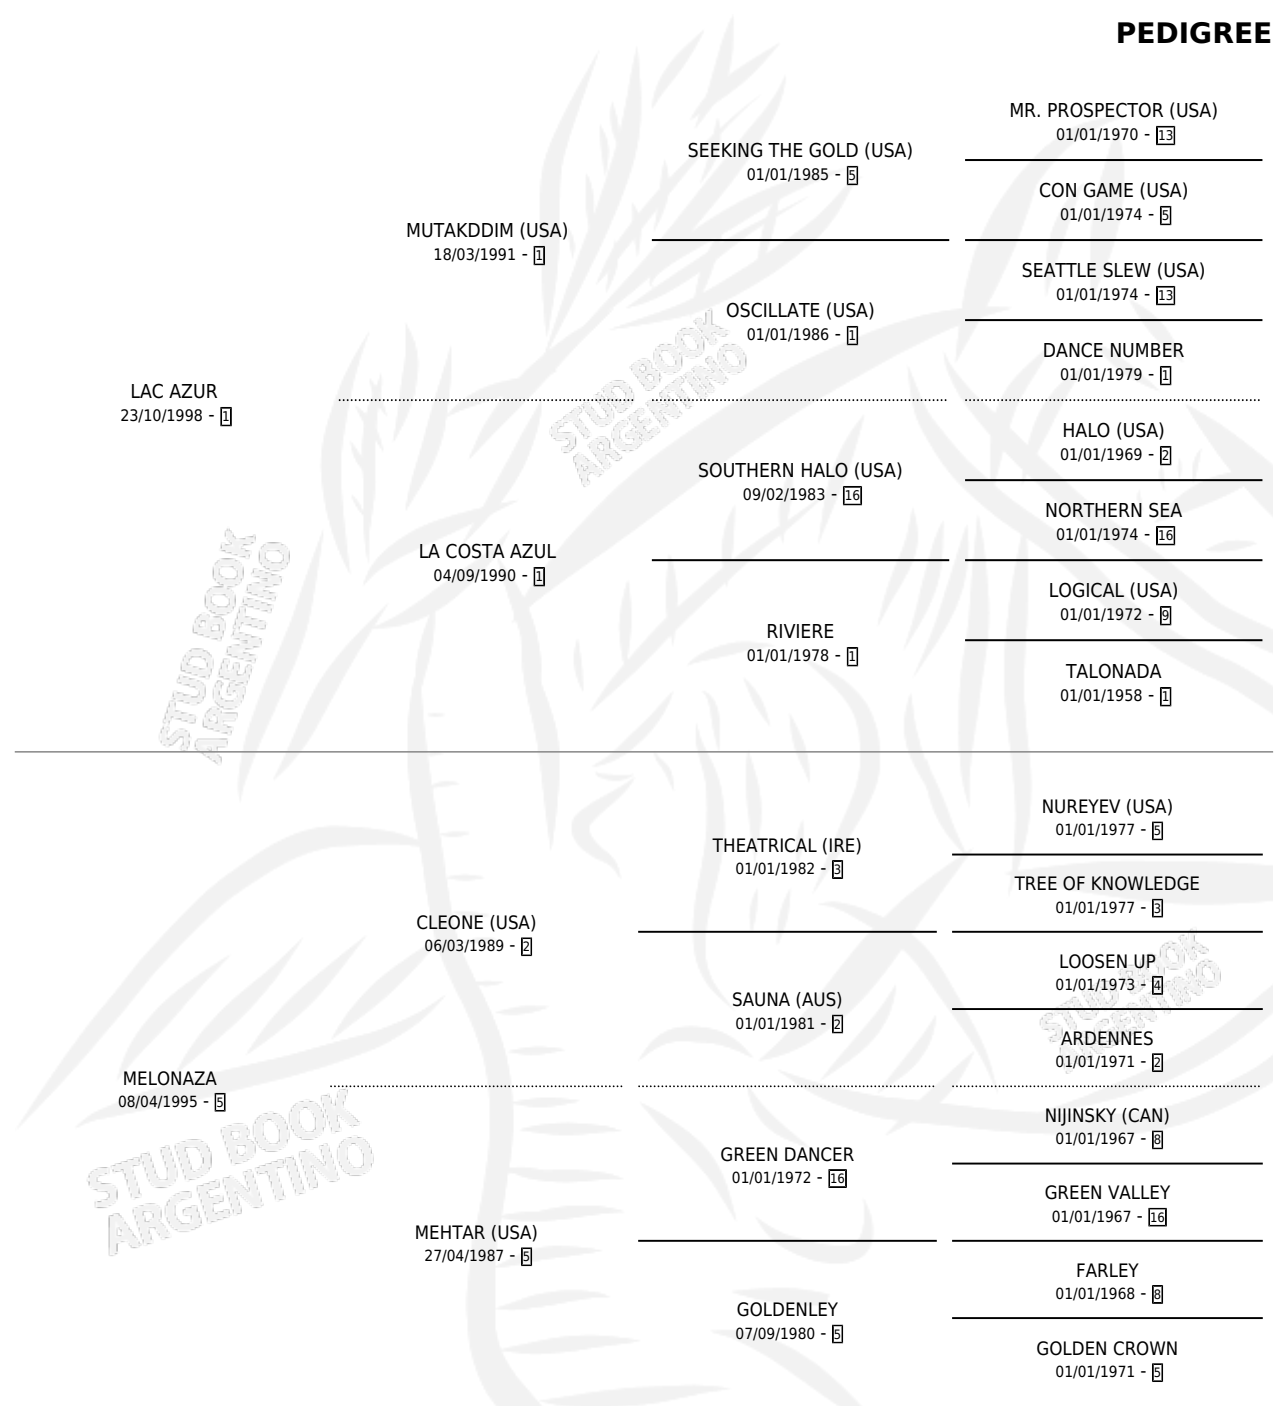 PEDIGREE
MR. PROSPECTOR (USA)
01/01/1970 - 13
SEEKING THE GOLD (USA)
01/01/1985 - 5
CON GAME (USA)
01/01/1974 - 5
MUTAKDDIM (USA)
18/03/1991 - 1
SEATTLE SLEW (USA)
01/01/1974 - 13
OSCILLATE (USA)
01/01/1986 - 1
DANCE NUMBER
01/01/1979 - 1
LAC AZUR
23/10/1998 - 1
HALO (USA)
01/01/1969 - 2
SOUTHERN HALO (USA)
09/02/1983 - 16
NORTHERN SEA
01/01/1974 - 16
LA COSTA AZUL
04/09/1990 - 1
LOGICAL (USA)
01/01/1972 - 9
RIVIERE
01/01/1978 - 1
TALONADA
01/01/1958 - 1
NUREYEV (USA)
01/01/1977 - 5
THEATRICAL (IRE)
01/01/1982 - 3
TREE OF KNOWLEDGE
01/01/1977 - 3
CLEONE (USA)
06/03/1989 - 2
LOOSEN UP
01/01/1973 - 4
SAUNA (AUS)
01/01/1981 - 2
ARDENNES
01/01/1971 - 2
MELONAZA
08/04/1995 - 5
NIJINSKY (CAN)
01/01/1967 - 8
GREEN DANCER
01/01/1972 - 16
GREEN VALLEY
01/01/1967 - 16
MEHTAR (USA)
27/04/1987 - 5
FARLEY
01/01/1968 - 8
GOLDENLEY
07/09/1980 - 5
GOLDEN CROWN
01/01/1971 - 5
STUD BOOK
ARGENTINO
STUD BOOK
ARGENTINO
STUD BOOK
ARGENTINO
STUD BOOK
ARGENTINO